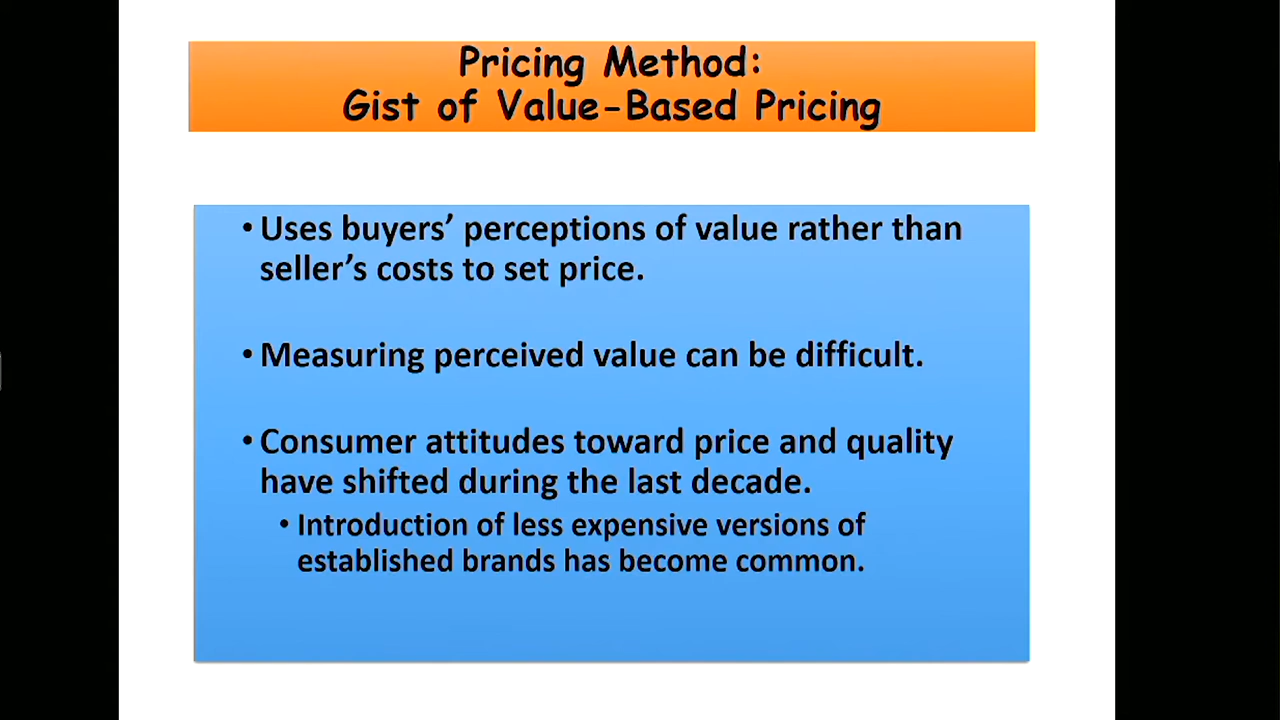 Pricing Method:
Gist of Value-Based Pricing
• Uses buyers’ perceptions of value rather than
seller’s costs to set price.
• Measuring perceived value can be difficult.
• Consumer attitudes toward price and quality
have shifted during the last decade.
• Introduction of less expensive versions of
established brands has become common.